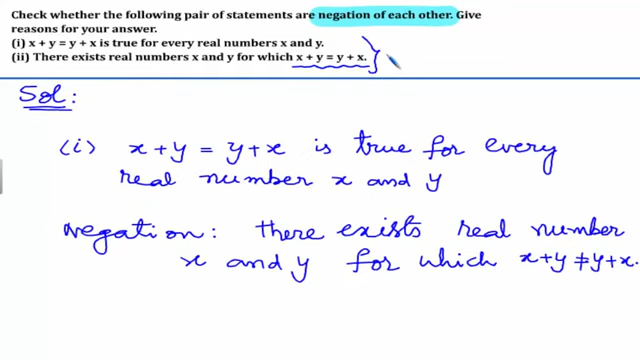 Check whether the following pair of statements are negation of each other. Give
reasons for your answer.
(i) x + y = y + x is true for every real numbers x and y.
(ii) There exists real numbers x and y for which x + y = y + x.
Sol:
(i) x + y = y + x is true for every
real number x and y
Negation: There exists real number
x and y for which x + y ≠ y + x.